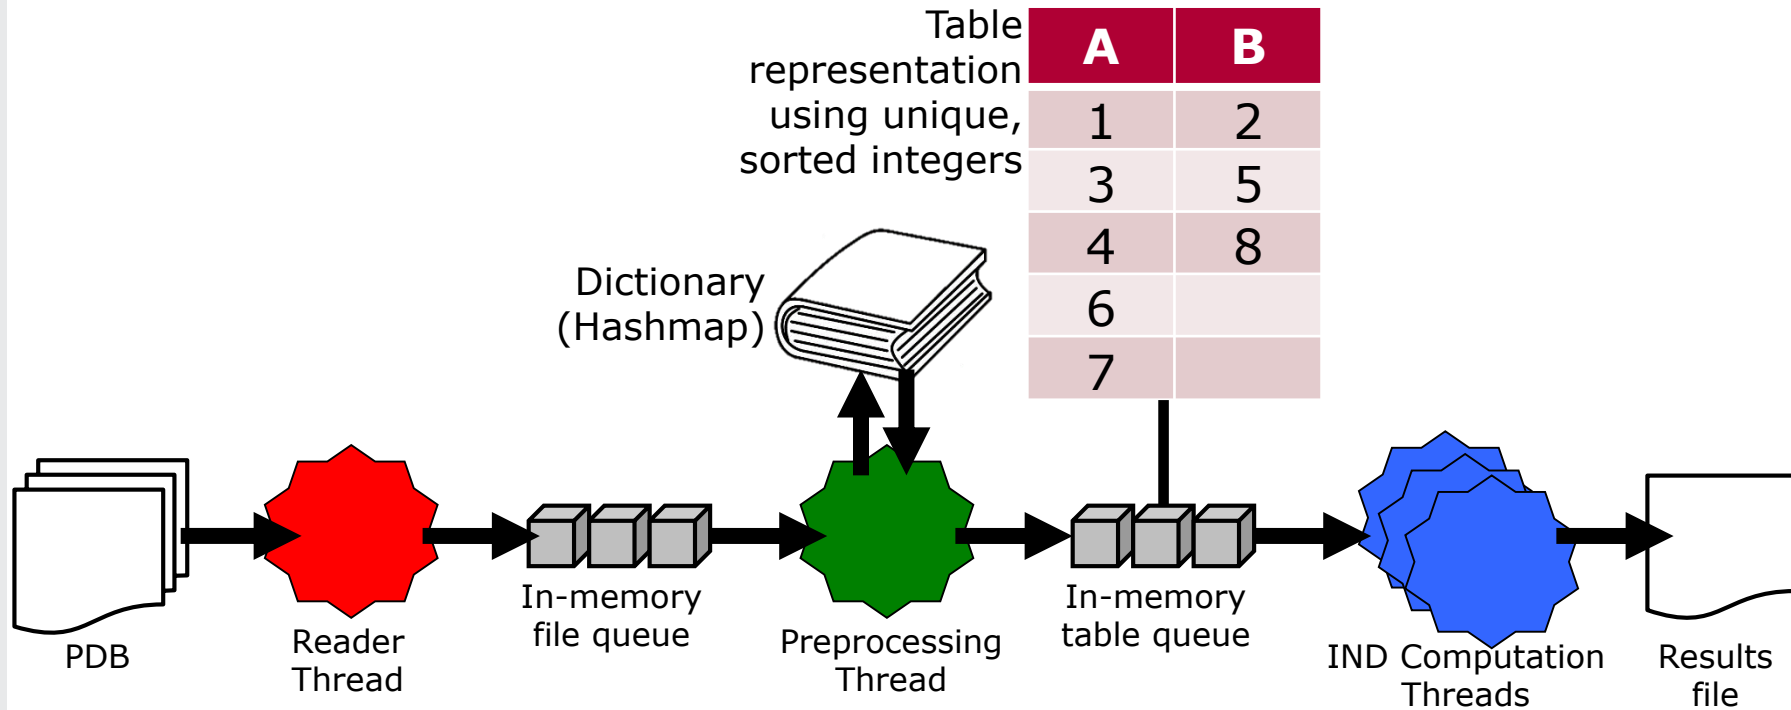 Table
representation
using unique,
sorted integers
A B
1 2
3 5
4 8
6
7
Dictionary
(Hashmap)
PDB
Reader
Thread
In-memory
file queue
Preprocessing
Thread
In-memory
table queue
IND Computation
Threads
Results
file